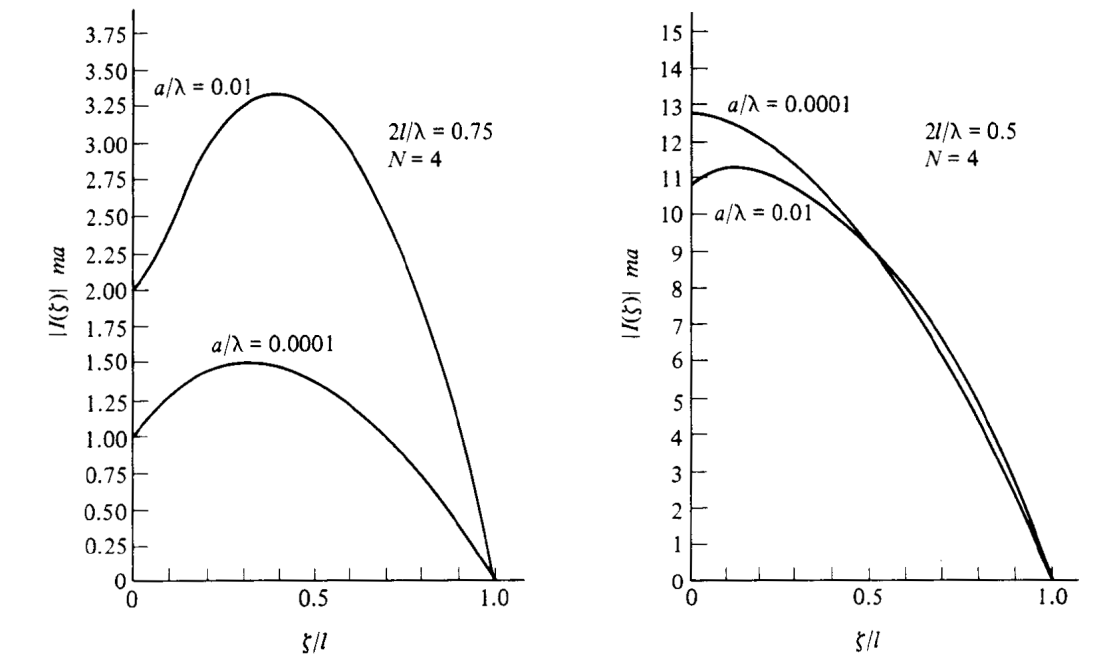 3.75
3.50
3.25
3.00
2.75
2.50
2.25
2.00
1.75
1.50
1.25
1.00
0.75
0.50
0.25
0
0 0.5 1.0
|I(ζ)| ma
ζ/l
a/λ = 0.01
2l/λ = 0.75
N = 4
a/λ = 0.0001
15
14
13
12
11
10
9
8
7
6
5
4
3
2
1
0
0 0.5 1.0
|I(ζ)| ma
ζ/l
a/λ = 0.0001
2l/λ = 0.5
N = 4
a/λ = 0.01